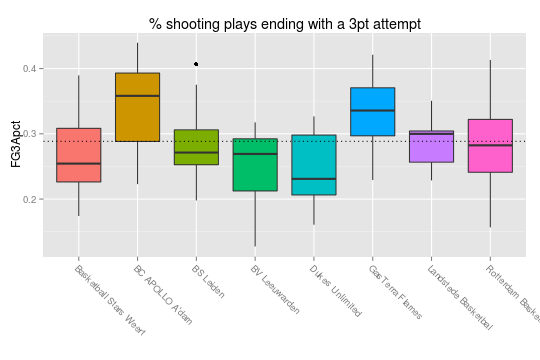 % shooting plays ending with a 3pt attempt
FG3Apct
0.4
0.3
0.2
Basketball Stars Weert
BC APOLLO A'dam
BS Leiden
BV Leeuwarden
Dukes Unlimited
GasTerra Flames
Landstede Basketbal
Rotterdam